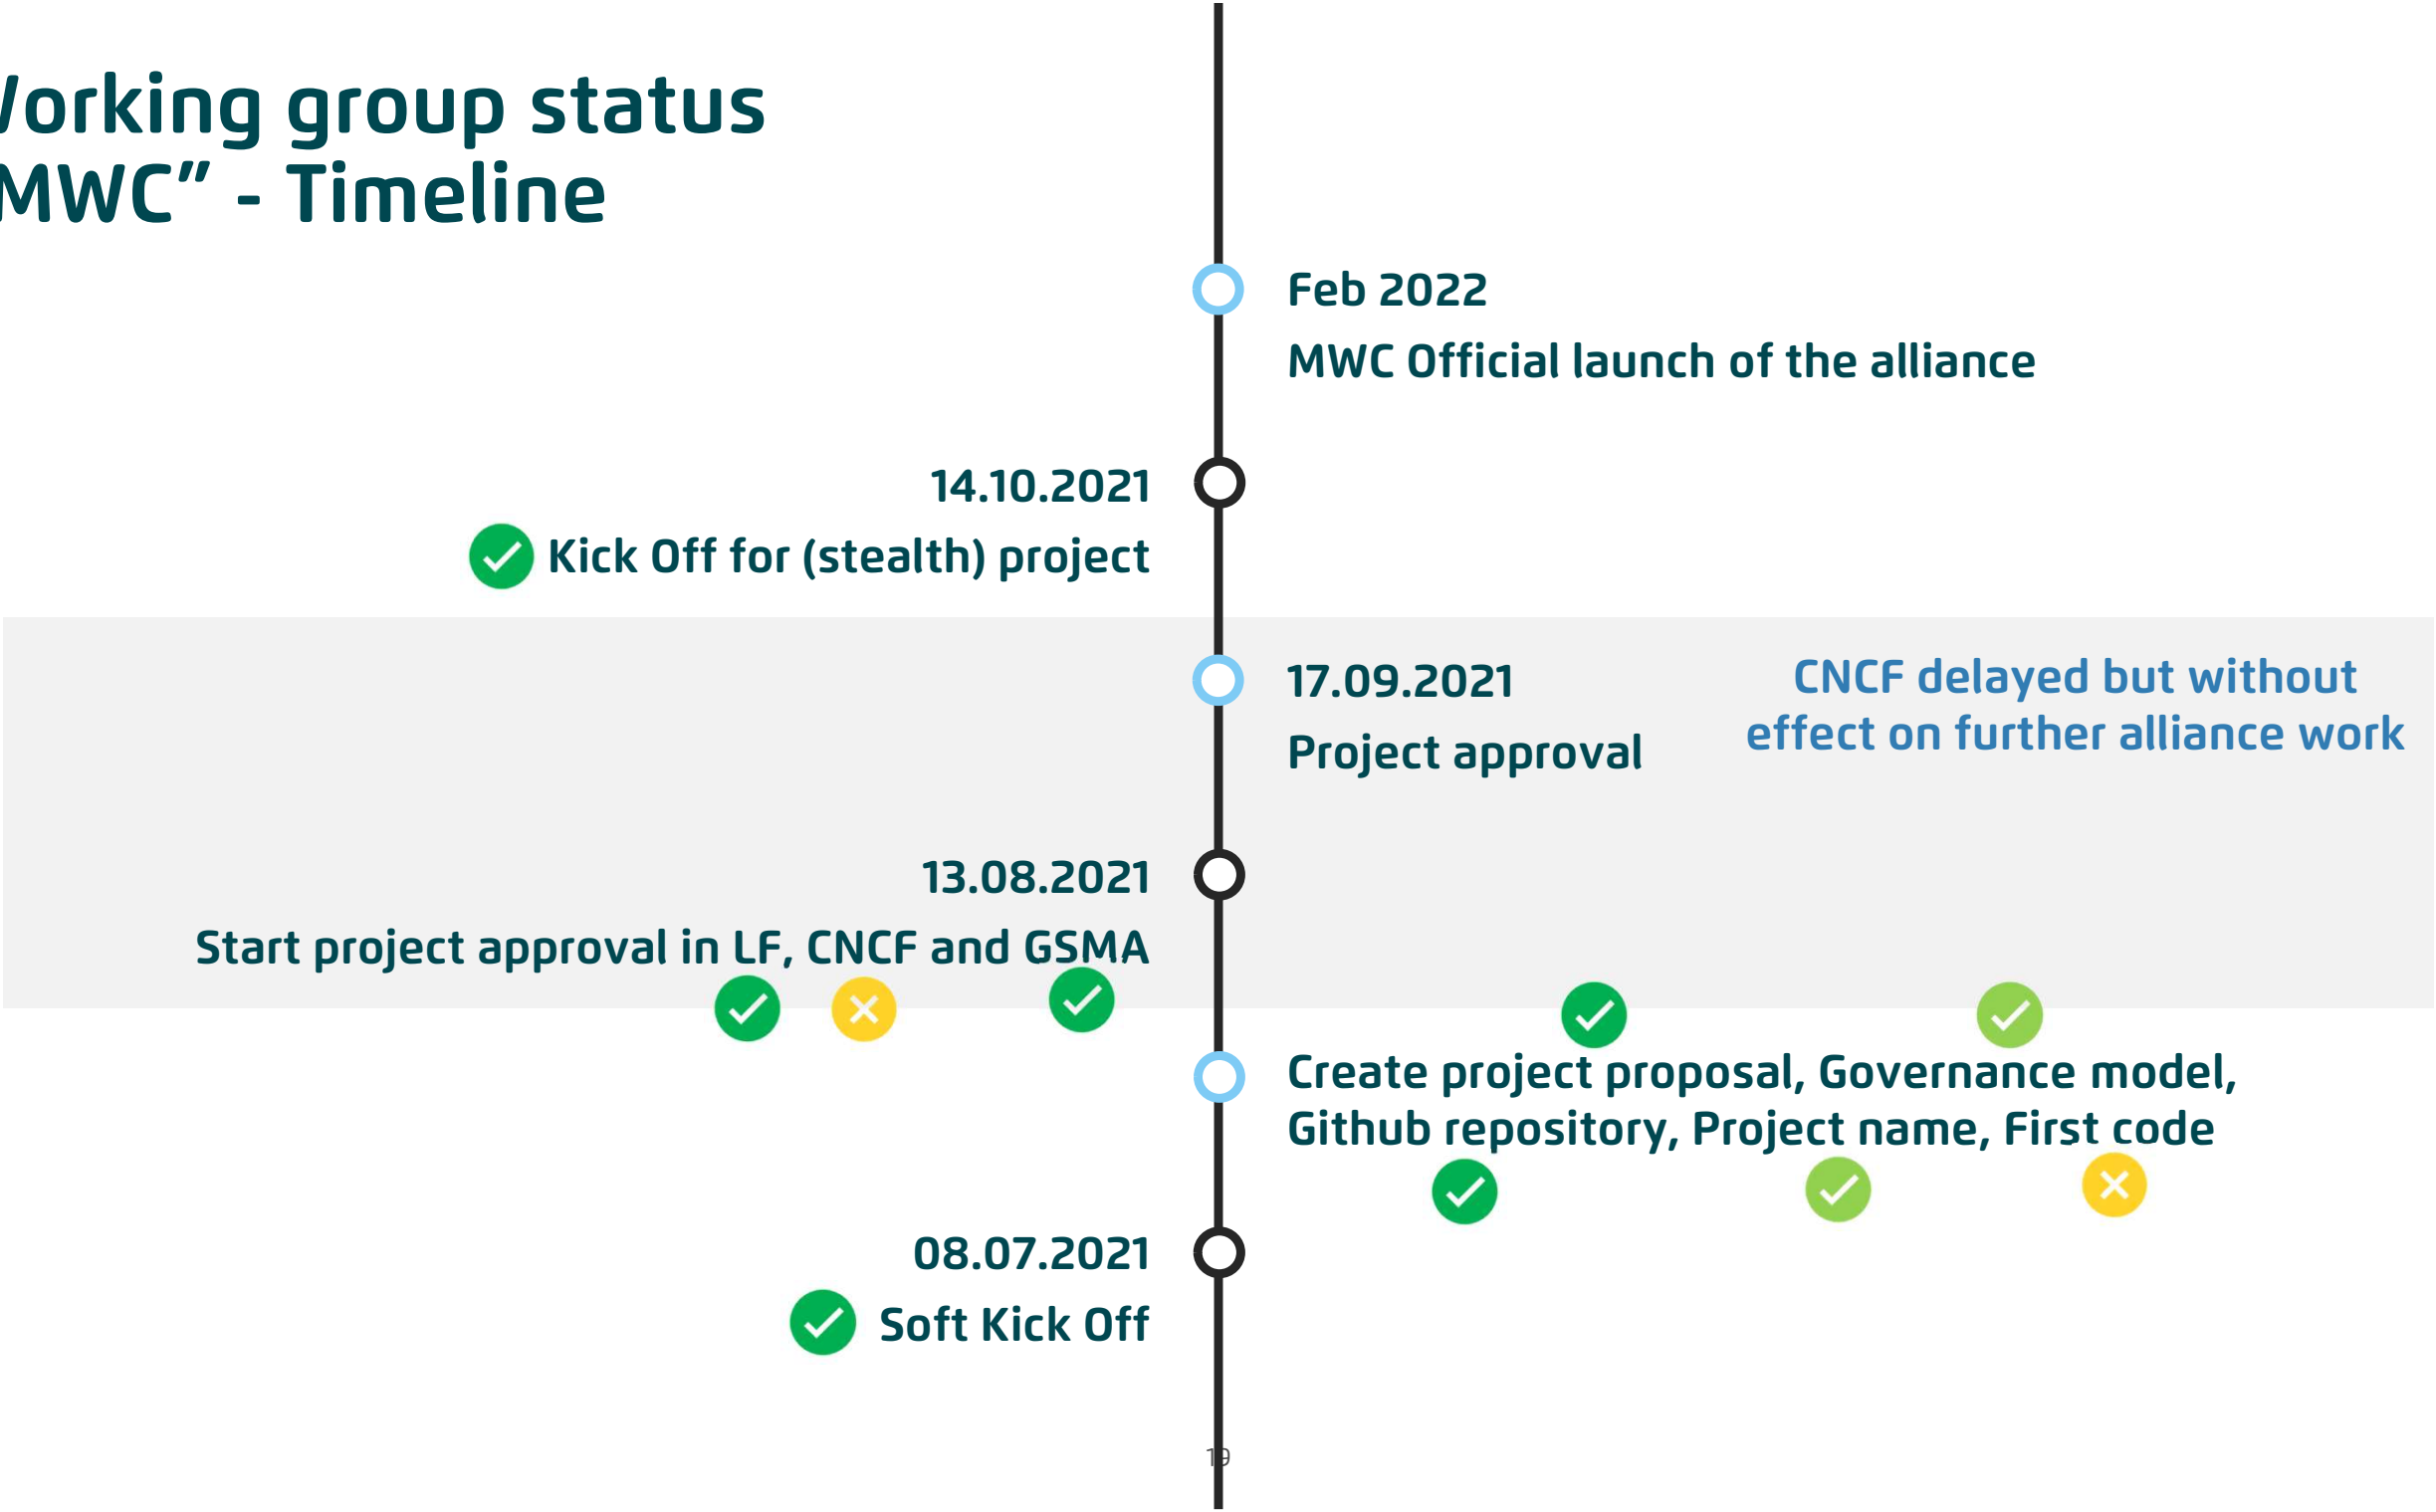 orking group status
MWC” - Timeline
Feb 2022
MWC Official launch of the alliance
14.10.2021
Kick Off for (stealth) project
17.09.2021
Project approval
CNCF delayed but without
effect on further alliance work
13.08.2021
Start project approval in LF, CNCF and GSMA
Create project proposal, Governance model,
Github repository, Project name, First code
08.07.2021
Soft Kick Off
19